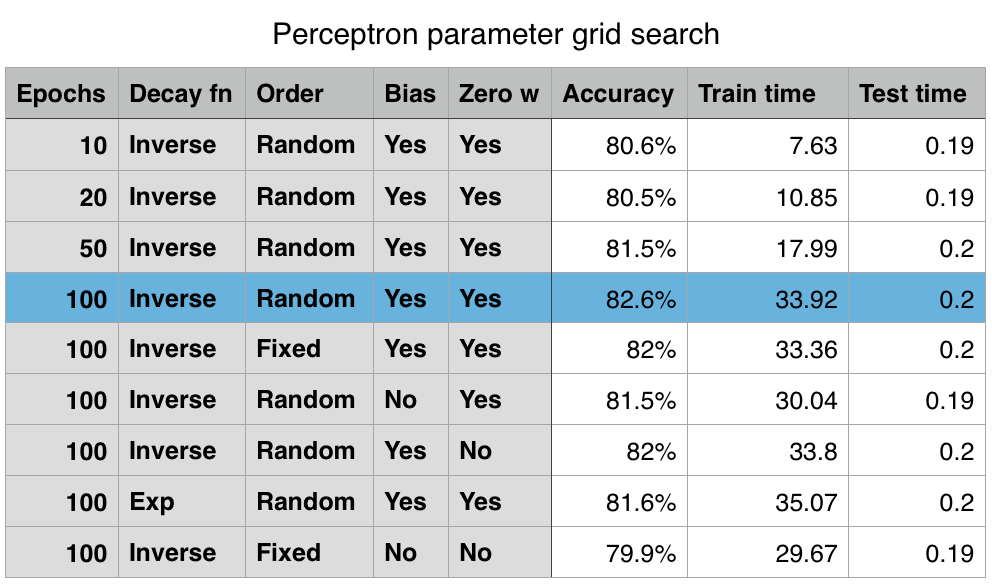 Perceptron parameter grid search
Epochs Decay fn Order Bias Zero w Accuracy Train time Test time
10 Inverse Random Yes Yes 80.6% 7.63 0.19
20 Inverse Random Yes Yes 80.5% 10.85 0.19
50 Inverse Random Yes Yes 81.5% 17.99 0.2
100 Inverse Random Yes Yes 82.6% 33.92 0.2
100 Inverse Fixed Yes Yes 82% 33.36 0.2
100 Inverse Random No Yes 81.5% 30.04 0.19
100 Inverse Random Yes No 82% 33.8 0.2
100 Exp Random Yes Yes 81.6% 35.07 0.2
100 Inverse Fixed No No 79.9% 29.67 0.19